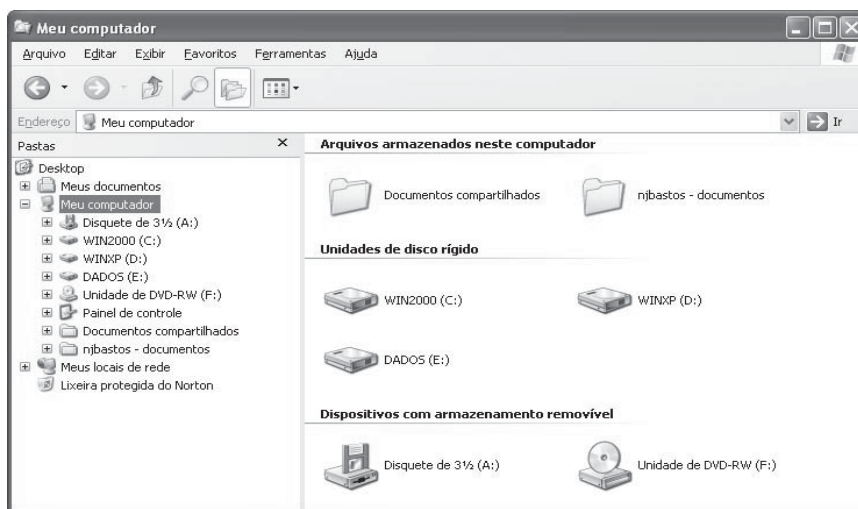 Meu computador
Arquivo Editar Exibir Favoritos Ferramentas Ajuda
Endereço Meu computador Ir
Pastas
Desktop
Meus documentos
Meu computador
Disquete de 3½ (A:)
WIN2000 (C:)
WINXP (D:)
DADOS (E:)
Unidade de DVD-RW (F:)
Painel de controle
Documentos compartilhados
njbastos - documentos
Meus locais de rede
Lixeira protegida do Norton
Arquivos armazenados neste computador
Documentos compartilhados njbastos - documentos
Unidades de disco rígido
WIN2000 (C:) WINXP (D:)
DADOS (E:)
Dispositivos com armazenamento removível
Disquete de 3½ (A:) Unidade de DVD-RW (F:)